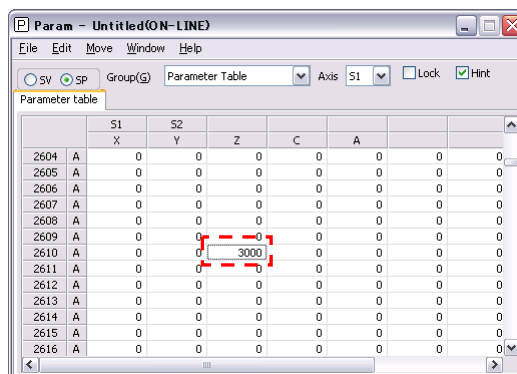 P Param - Untitled(ON-LINE)
File Edit Move Window Help
SV SP Group(G) Parameter Table Axis S1 Lock Hint
Parameter table
S1 S2
X Y Z C A
2604 A 0 0 0 0 0 0 0
2605 A 0 0 0 0 0 0 0
2606 A 0 0 0 0 0 0 0
2607 A 0 0 0 0 0 0 0
2608 A 0 0 0 0 0 0 0
2609 A 0 0 0 0 0 0 0
2610 A 0 0 3000 0 0 0 0
2611 A 0 0 0 0 0 0 0
2612 A 0 0 0 0 0 0 0
2613 A 0 0 0 0 0 0 0
2614 A 0 0 0 0 0 0 0
2615 A 0 0 0 0 0 0 0
2616 A 0 0 0 0 0 0 0